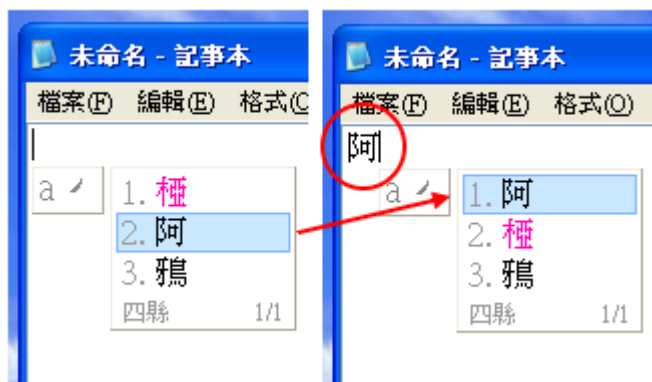 未命名 - 記事本
檔案(F) 編輯(E) 格式(O
a ˊ
1. 椏
2. 阿
3. 鴉
四縣 1/1
未命名 - 記事本
檔案(F) 編輯(E) 格式(O)
阿
a ˊ
1. 阿
2. 椏
3. 鴉
四縣 1/1